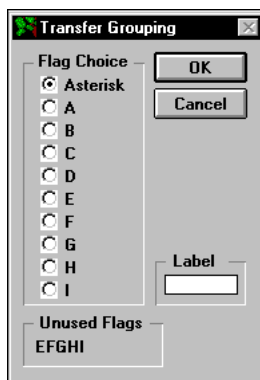 Transfer Grouping
Flag Choice
Asterisk
A
B
C
D
E
F
G
H
I
OK
Cancel
Label
Unused Flags
EFGHI